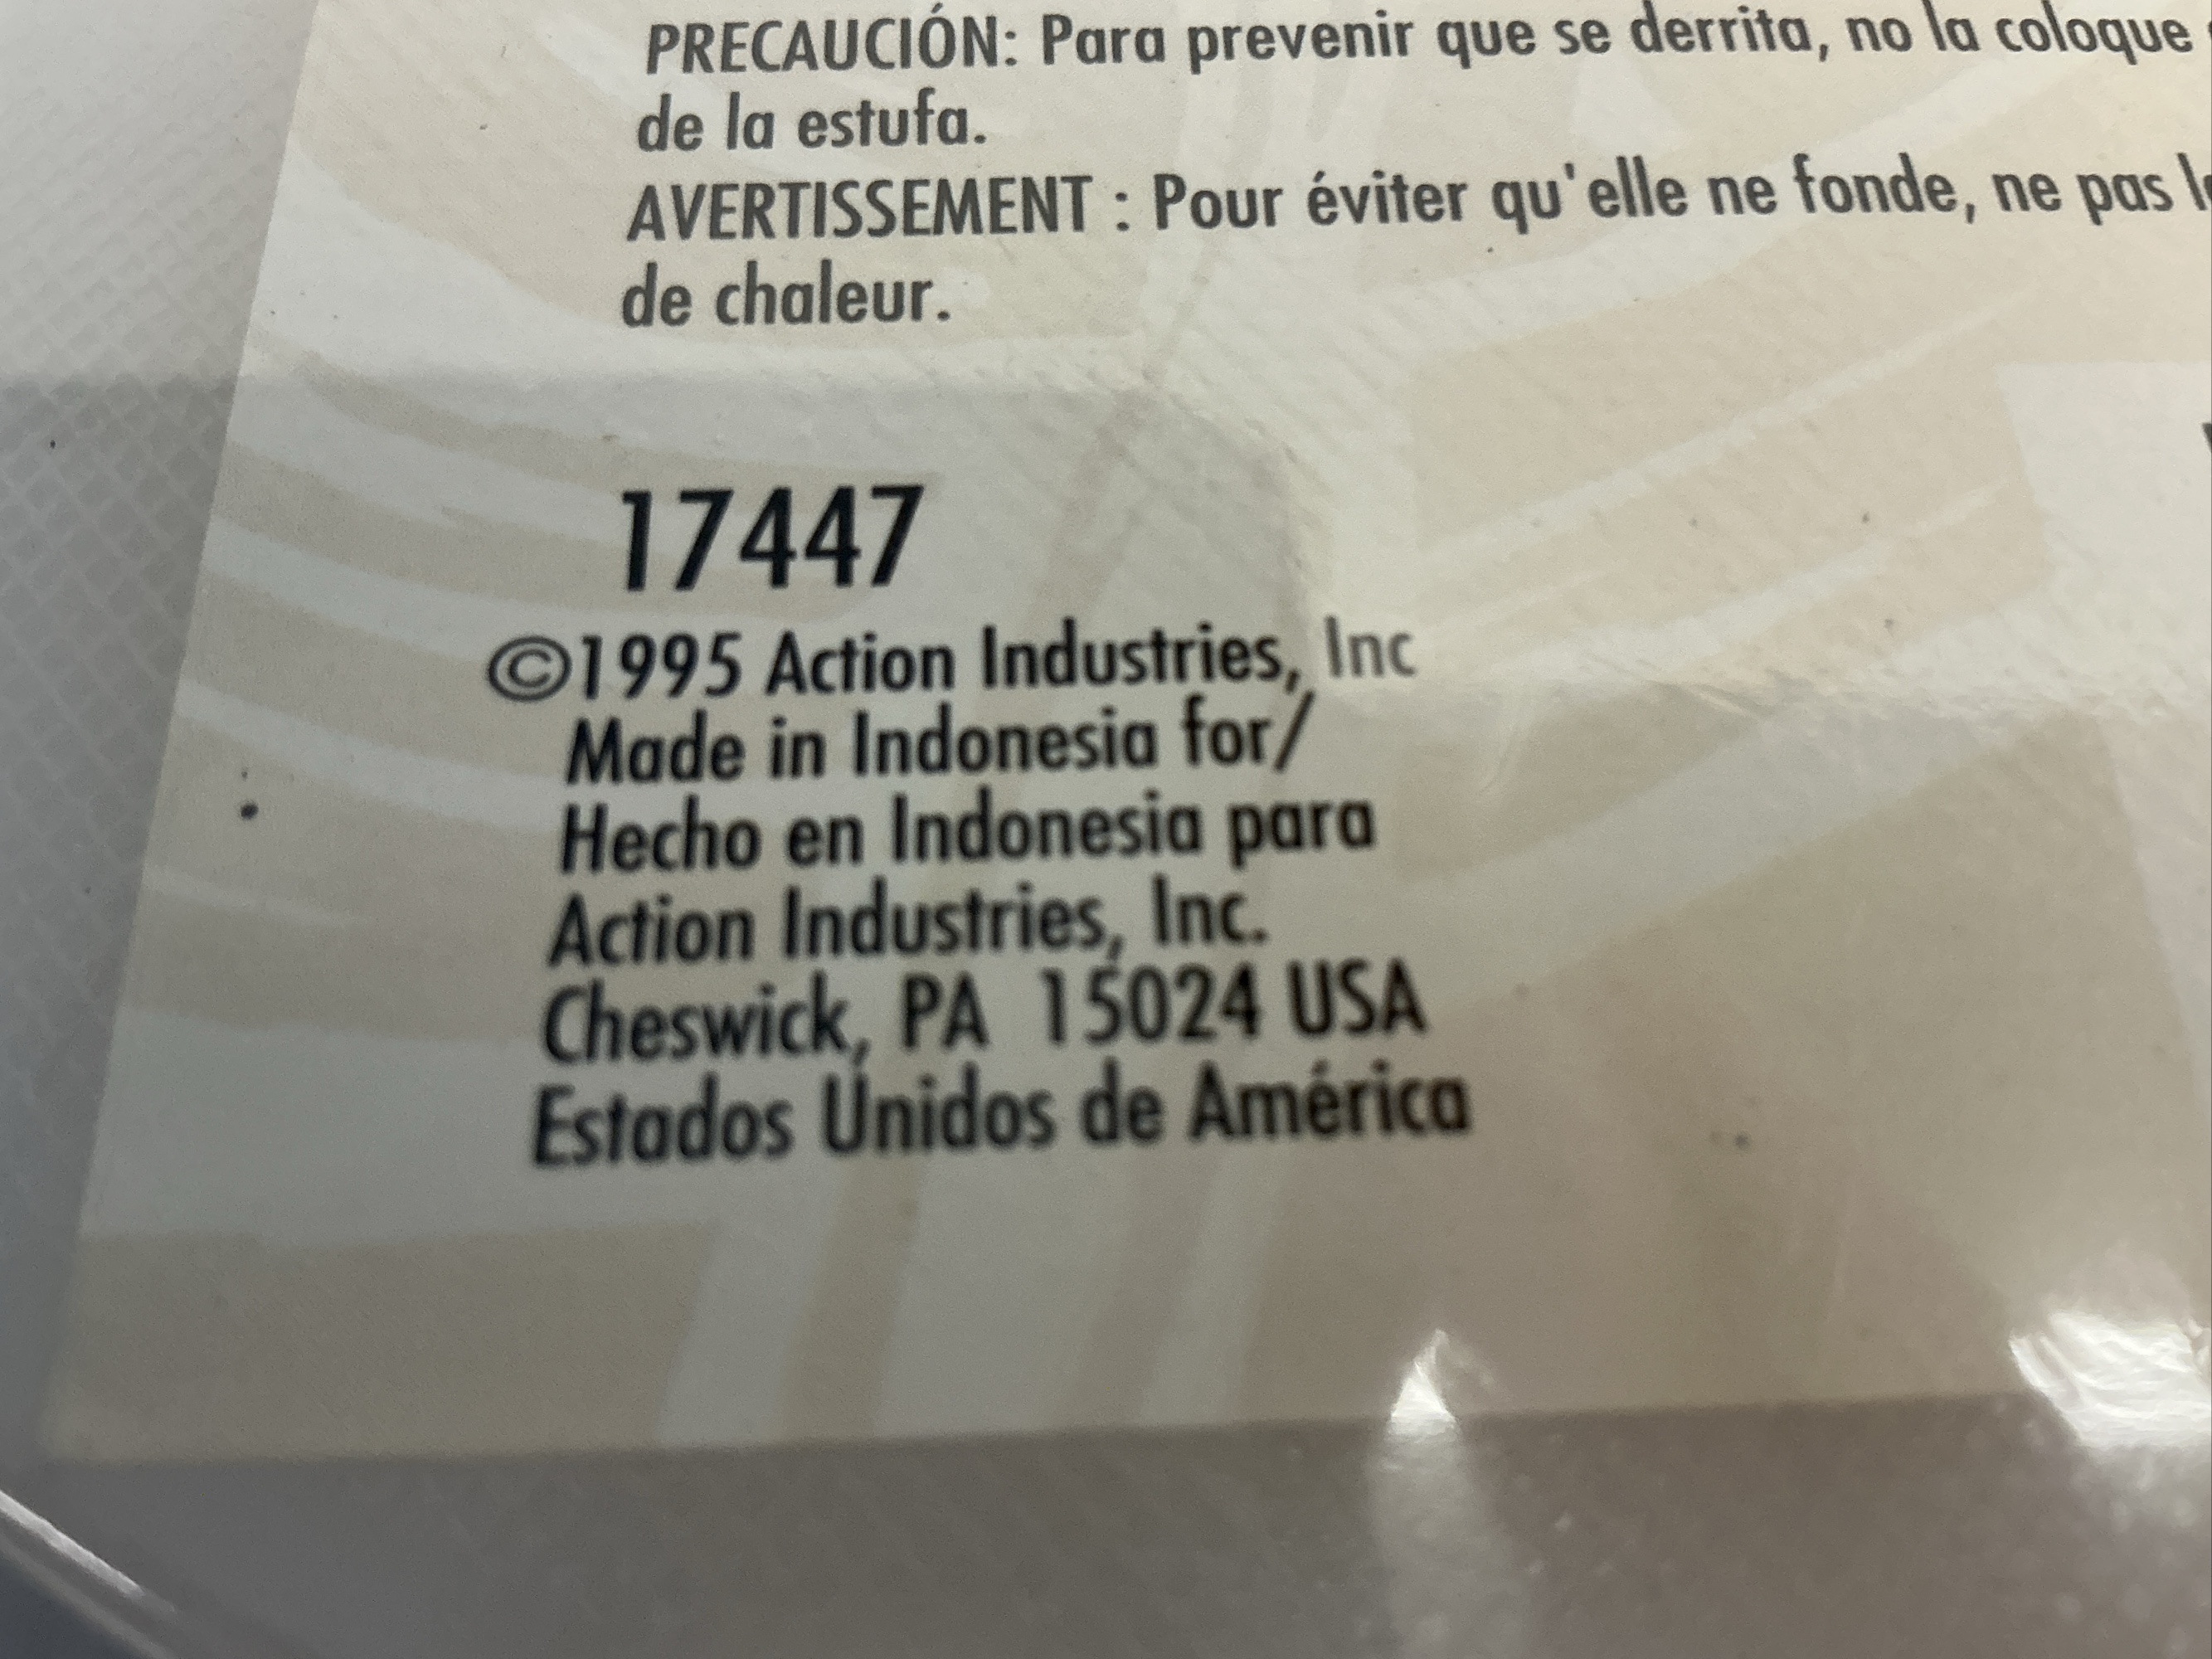 PRECAUCIÓN: Para prevenir que se derrita, no la coloque
de la estufa.
AVERTISSEMENT : Pour éviter qu'elle ne fonde, ne pas
de chaleur.
17447
©1995 Action Industries, Inc
Made in Indonesia for/
Hecho en Indonesia para
Action Industries, Inc.
Cheswick, PA 15024 USA
Estados Unidos de América